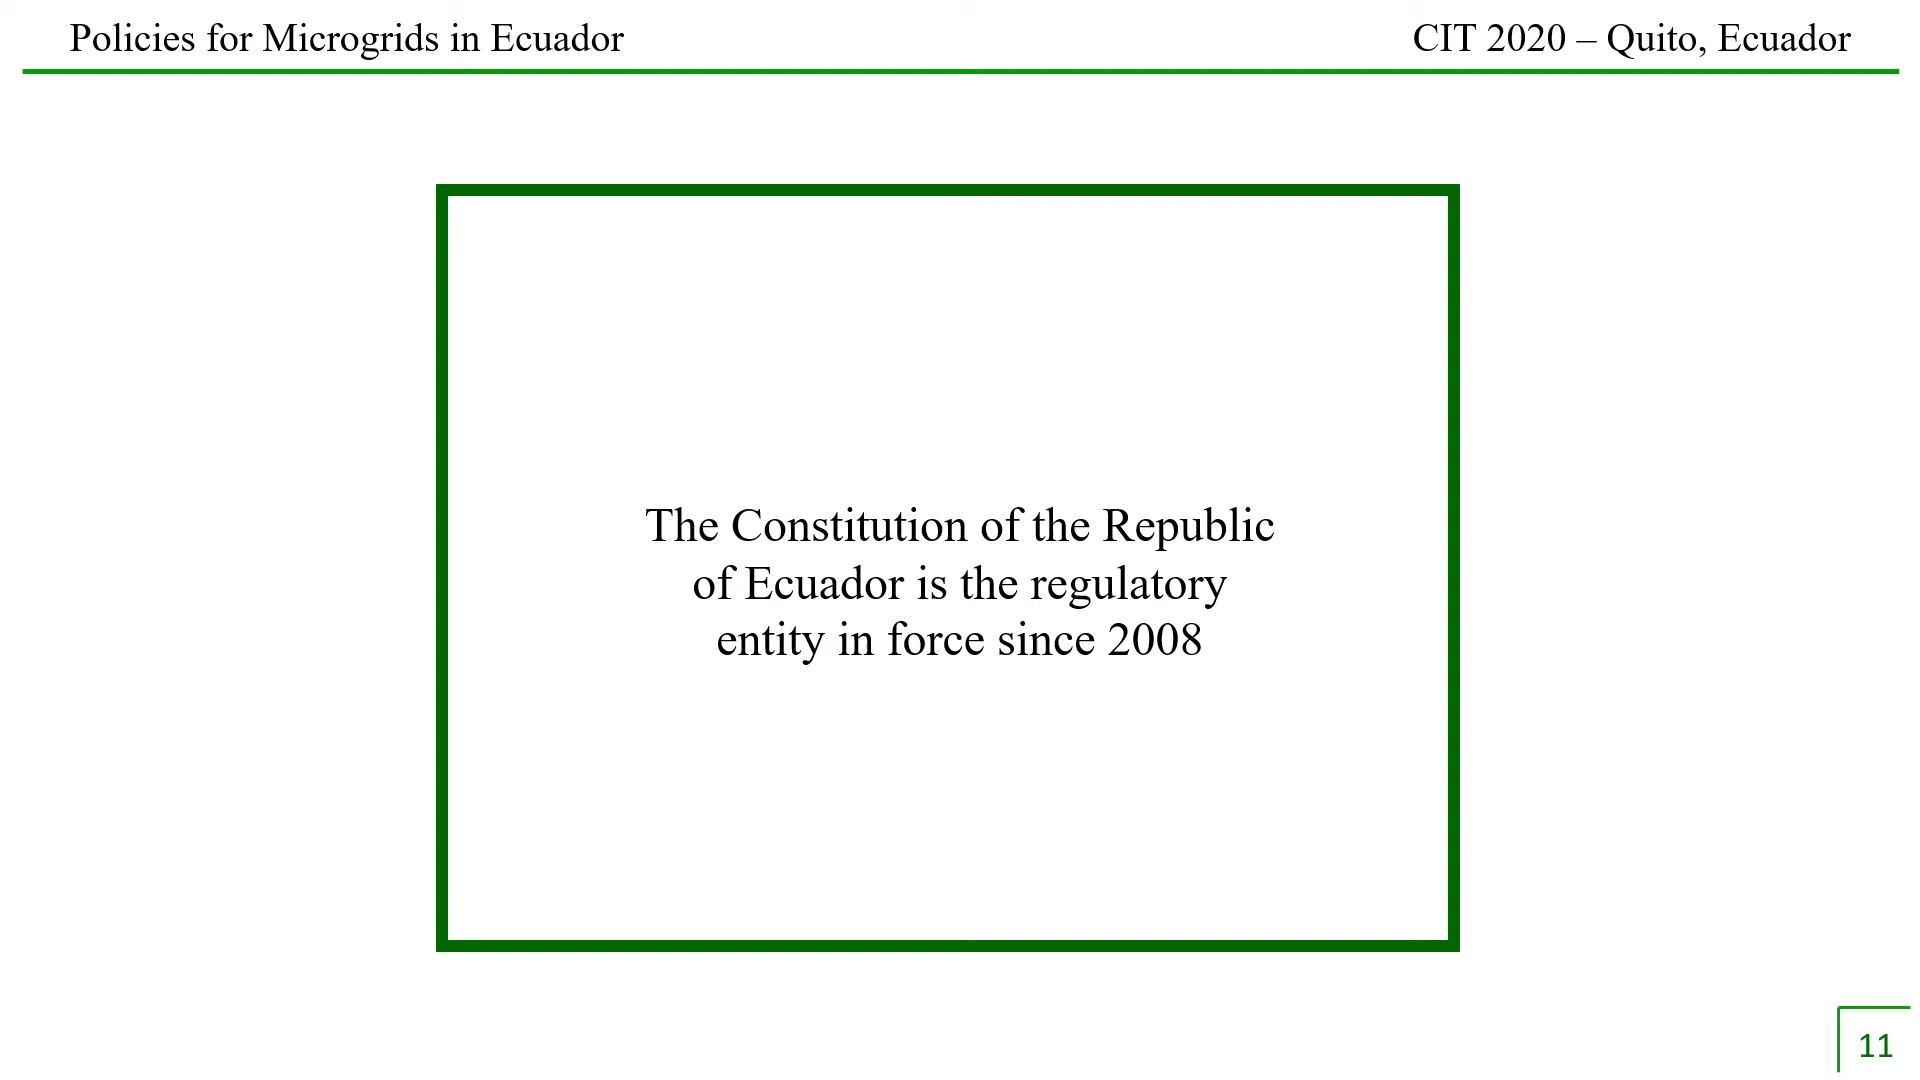 Policies for Microgrids in Ecuador
CIT 2020 – Quito, Ecuador
The Constitution of the Republic
of Ecuador is the regulatory
entity in force since 2008
11